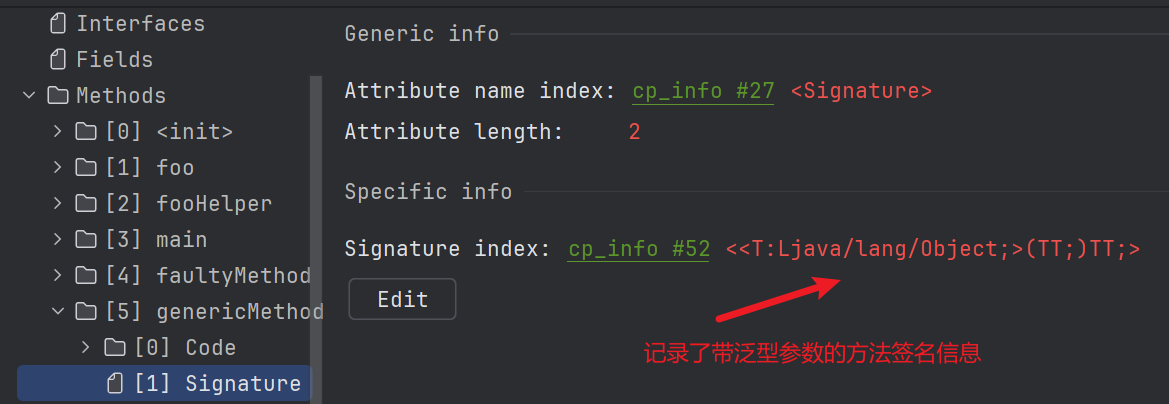 Interfaces
Fields
Methods
[0] <init>
[1] foo
[2] fooHelper
[3] main
[4] faultyMethod
[5] genericMethod
[0] Code
[1] Signature
Generic info
Attribute name index: cp_info #27 <Signature>
Attribute length: 2
Specific info
Signature index: cp_info #52 <<T:Ljava/lang/Object;>(TT;)TT;>
Edit
记录了带泛型参数的方法签名信息